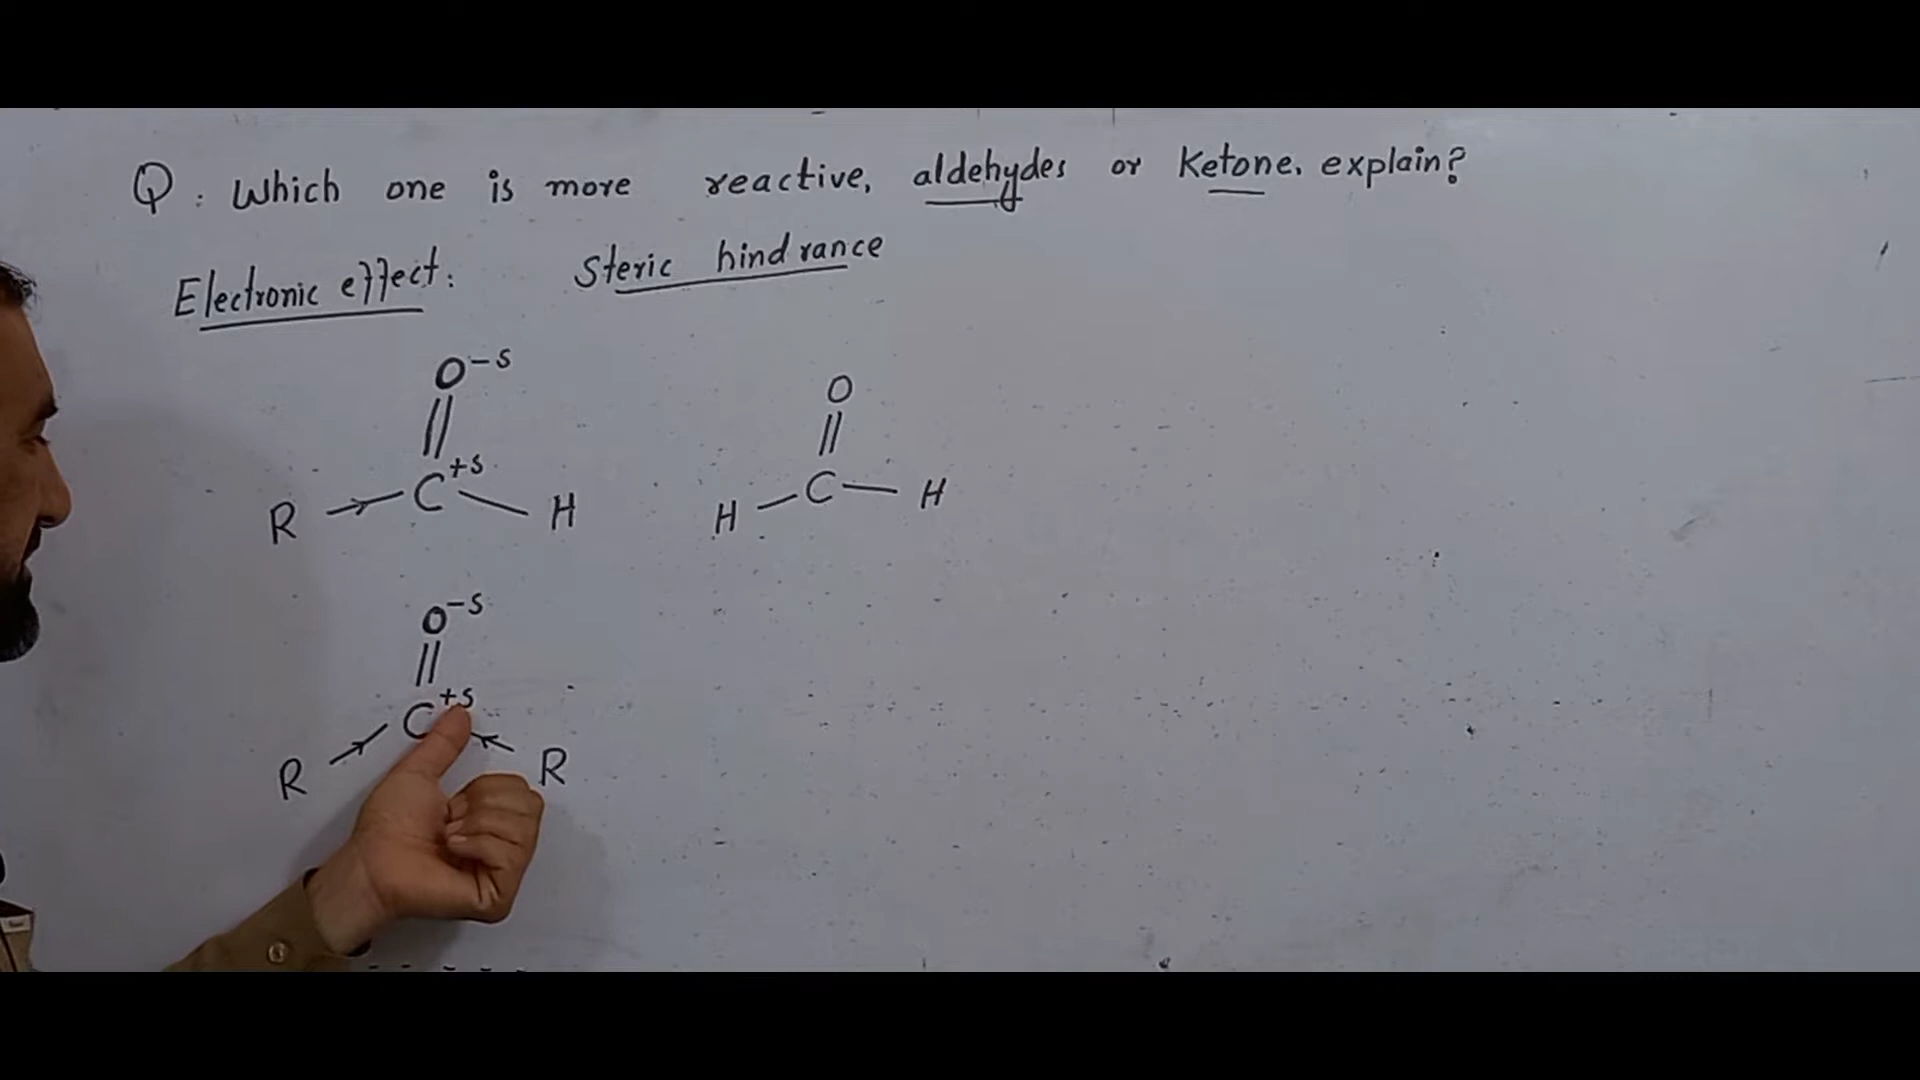 Q. Which one is more reactive, aldehydes or Ketone. explain?
Electronic effect: Steric hindrance
O-s
O
C+s
C
R H
H H
O-s
C+s
R R